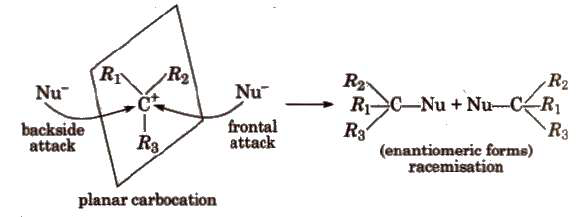 R₁ R₂
Nu⁻ C⁺ Nu⁻
backside attack
R₃
frontal attack
planar carbocation
R₂ R₂
R₁ C—Nu + Nu—C—R₁
R₃ R₃
(enantiomeric forms)
racemisation